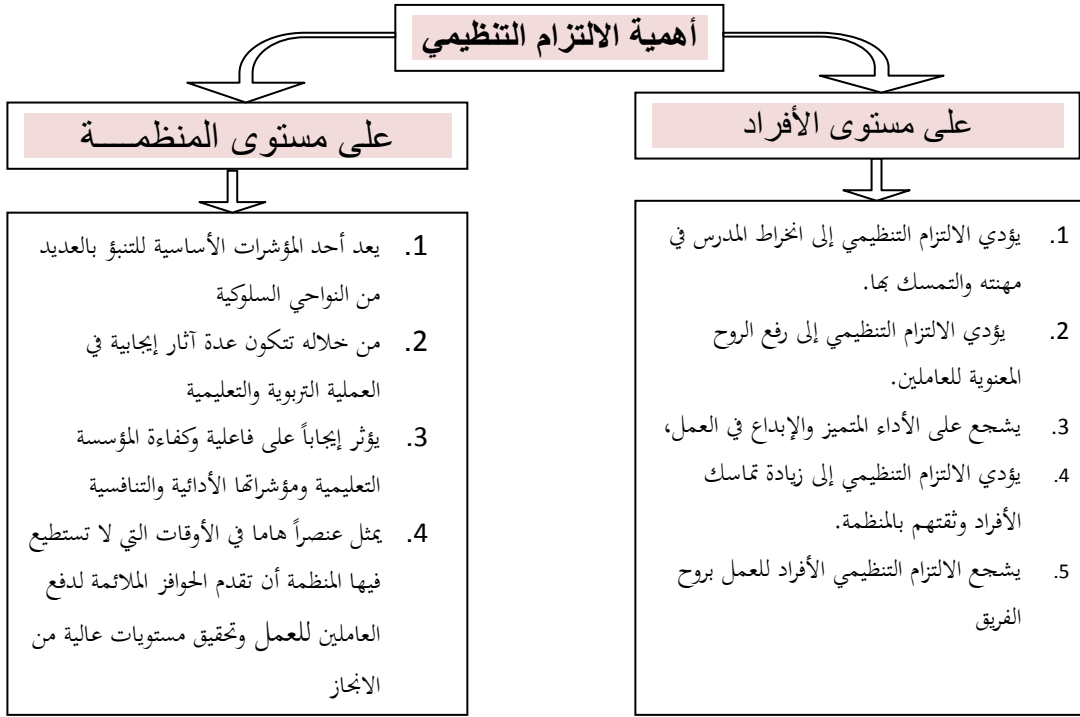 أهمية الالتزام التنظيمي
على مستوى الأفراد
1. يؤدي الالتزام التنظيمي إلى انخراط المدرس في
مهنته والتمسك بها.
2. يؤدي الالتزام التنظيمي إلى رفع الروح
المعنوية للعاملين.
3. يشجع على الأداء المتميز والإبداع في العمل،
4. يؤدي الالتزام التنظيمي إلى زيادة تماسك
الأفراد وثقتهم بالمنظمة.
5. يشجع الالتزام التنظيمي الأفراد للعمل بروح
الفريق
على مستوى المنظمـــــة
1. يعد أحد المؤشرات الأساسية للتنبؤ بالعديد
من النواحي السلوكية
2. من خلاله تتكون عدة آثار إيجابية في
العملية التربوية والتعليمية
3. يؤثر إيجاباً على فاعلية وكفاءة المؤسسة
التعليمية ومؤشراتها الأدائية والتنافسية
4. يمثل عنصراً هاما في الأوقات التي لا تستطيع
فيها المنظمة أن تقدم الحوافز الملائمة لدفع
العاملين للعمل وتحقيق مستويات عالية من
الانجاز